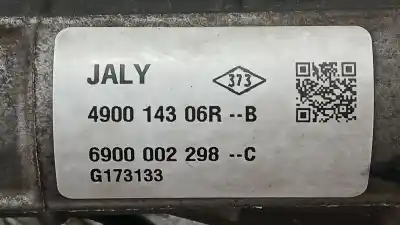 JALY
373
4900 143 06R --B
6900 002 298 --C
G173133